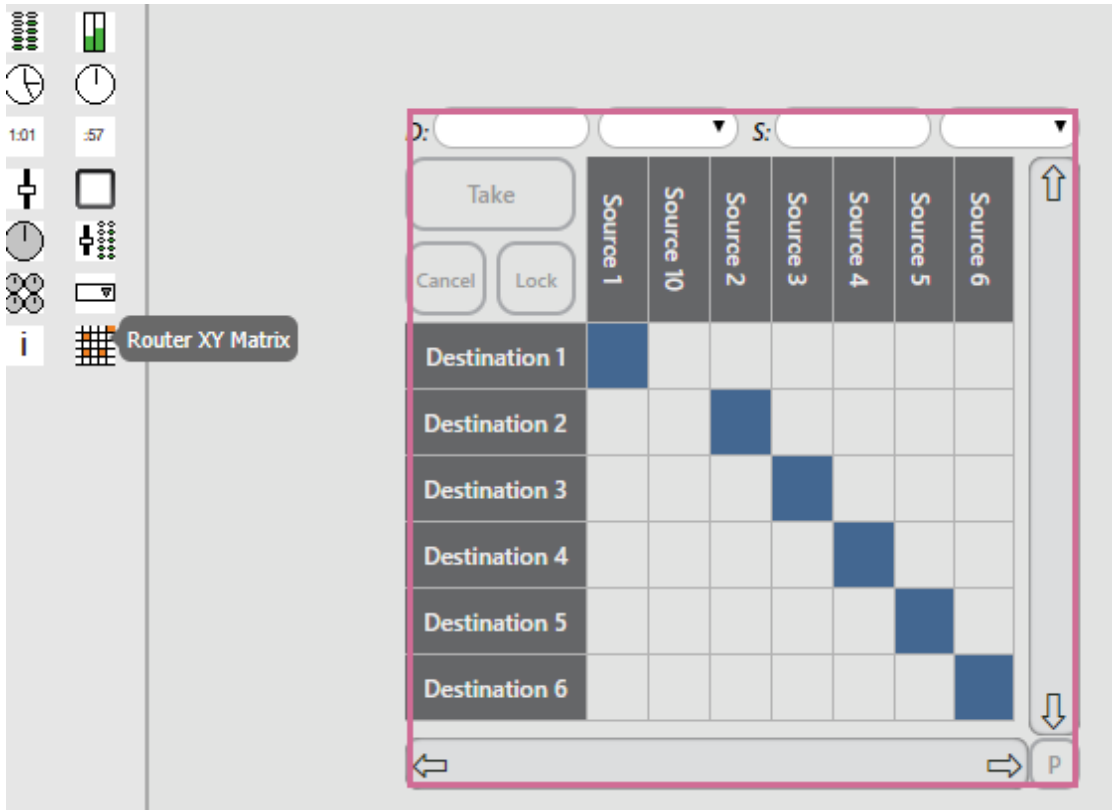 1:01
:57
i
Router XY Matrix
D:
S:
Take
Cancel
Lock
Source 1
Source 10
Source 2
Source 3
Source 4
Source 5
Source 6
Destination 1
Destination 2
Destination 3
Destination 4
Destination 5
Destination 6
P